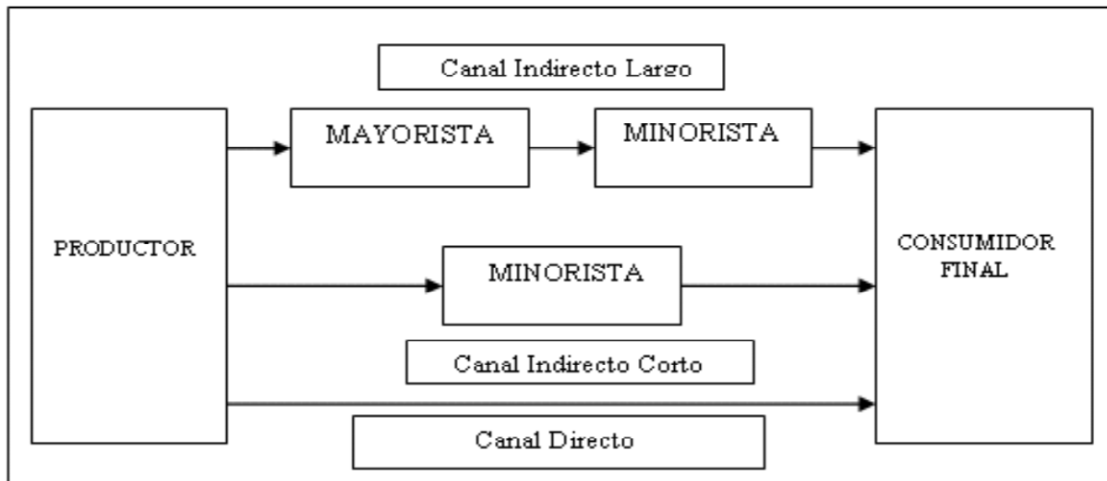 Canal Indirecto Largo
MAYORISTA
MINORISTA
PRODUCTOR
CONSUMIDOR
FINAL
MINORISTA
Canal Indirecto Corto
Canal Directo